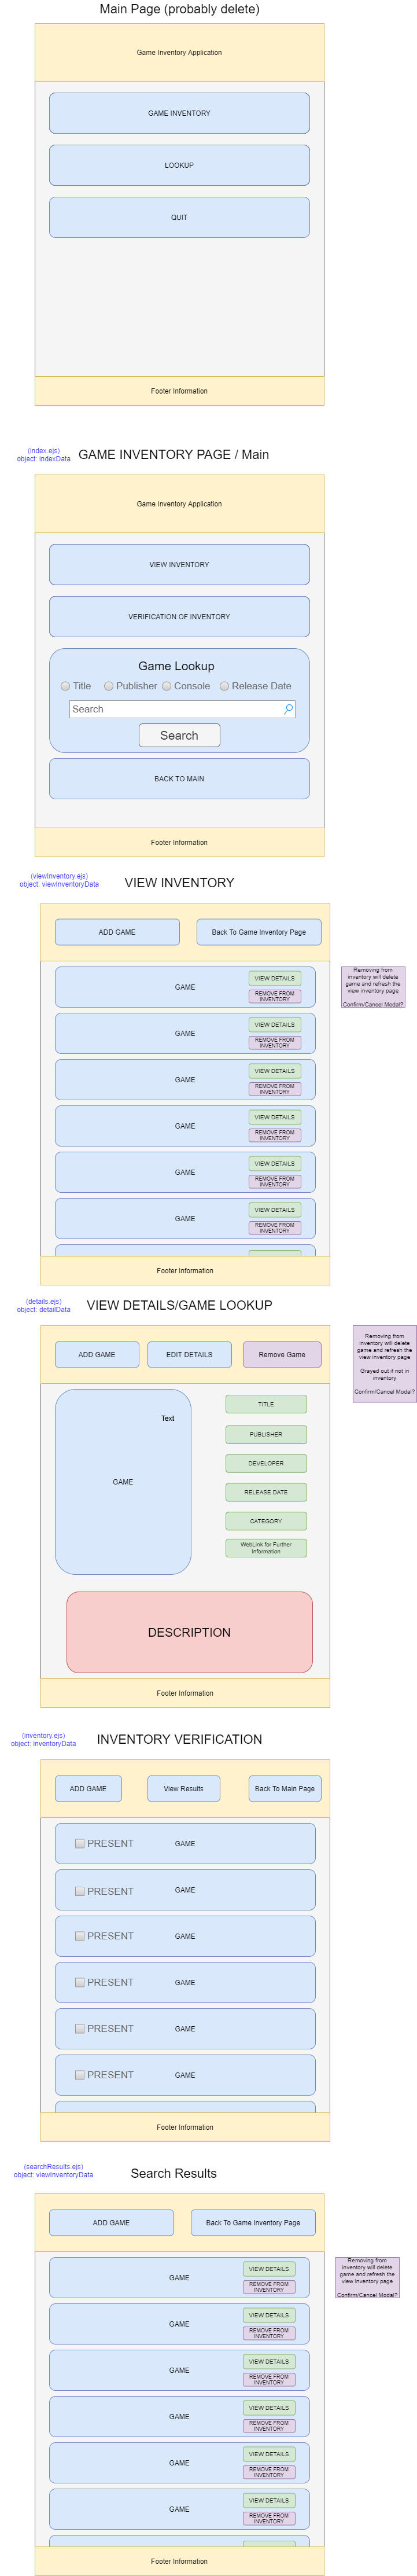 Main Page (probably delete)
Game Inventory Application
GAME INVENTORY
LOOKUP
QUIT
Footer Information
(index.ejs)
object: indexData
GAME INVENTORY PAGE / Main
Game Inventory Application
VIEW INVENTORY
VERIFICATION OF INVENTORY
Game Lookup
Title Publisher Console Release Date
Search
Search
BACK TO MAIN
Footer Information
(viewInventory.ejs)
object: viewInventoryData
VIEW INVENTORY
ADD GAME
Back To Game Inventory Page
GAME
VIEW DETAILS
REMOVE FROM
INVENTORY
Removing from
inventory will delete
game and refresh the
view inventory page
Confirm/Cancel Modal?
GAME
VIEW DETAILS
REMOVE FROM
INVENTORY
GAME
VIEW DETAILS
REMOVE FROM
INVENTORY
GAME
VIEW DETAILS
REMOVE FROM
INVENTORY
GAME
VIEW DETAILS
REMOVE FROM
INVENTORY
GAME
VIEW DETAILS
REMOVE FROM
INVENTORY
Footer Information
(details.ejs)
object: detailData
VIEW DETAILS/GAME LOOKUP
ADD GAME
EDIT DETAILS
Remove Game
Removing from
inventory will delete
game and refresh the
view inventory page
Grayed out if not in
inventory
Confirm/Cancel Modal?
Text
GAME
TITLE
PUBLISHER
DEVELOPER
RELEASE DATE
CATEGORY
WebLink for Further
Information
DESCRIPTION
Footer Information
(inventory.ejs)
object: inventoryData
INVENTORY VERIFICATION
ADD GAME
View Results
Back To Main Page
PRESENT GAME
PRESENT GAME
PRESENT GAME
PRESENT GAME
PRESENT GAME
PRESENT GAME
Footer Information
(searchResults.ejs)
object: viewInventoryData
Search Results
ADD GAME
Back To Game Inventory Page
GAME
VIEW DETAILS
REMOVE FROM
INVENTORY
Removing from
inventory will delete
game and refresh the
view inventory page
Confirm/Cancel Modal?
GAME
VIEW DETAILS
REMOVE FROM
INVENTORY
GAME
VIEW DETAILS
REMOVE FROM
INVENTORY
GAME
VIEW DETAILS
REMOVE FROM
INVENTORY
GAME
VIEW DETAILS
REMOVE FROM
INVENTORY
GAME
VIEW DETAILS
REMOVE FROM
INVENTORY
Footer Information